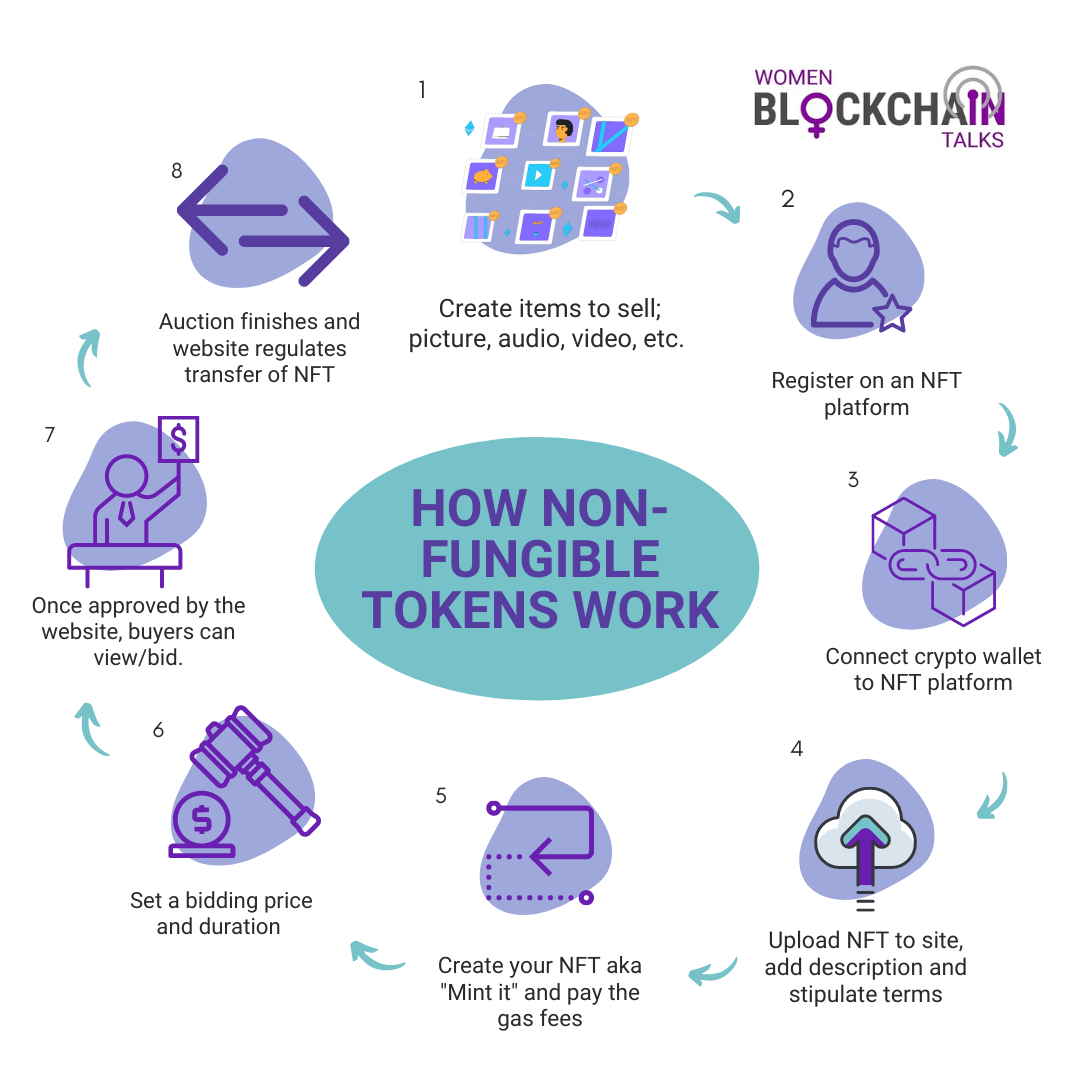 WOMEN
BLOCKCHAIN
TALKS
1
Create items to sell;
picture, audio, video, etc.
2
Register on an NFT
platform
3
Connect crypto wallet
to NFT platform
4
Upload NFT to site,
add description and
stipulate terms
5
Create your NFT aka
"Mint it" and pay the
gas fees
6
Set a bidding price
and duration
$
7
$
Once approved by the
website, buyers can
view/bid.
8
Auction finishes and
website regulates
transfer of NFT
HOW NON-
FUNGIBLE
TOKENS WORK